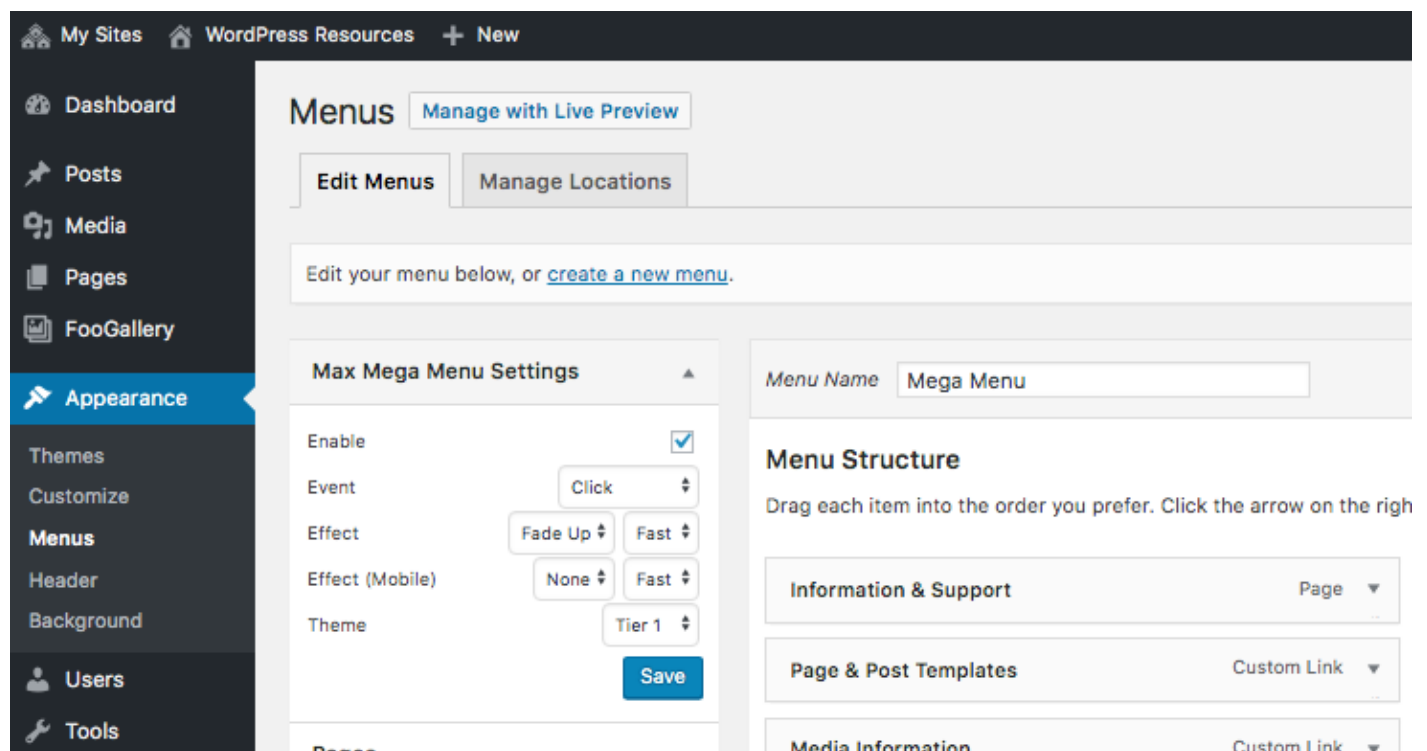 My Sites WordPress Resources + New
Dashboard
Posts
Media
Pages
FooGallery
Appearance
Themes
Customize
Menus
Header
Background
Users
Tools
Menus Manage with Live Preview
Edit Menus Manage Locations
Edit your menu below, or create a new menu.
Max Mega Menu Settings
Enable
Event Click
Effect Fade Up Fast
Effect (Mobile) None Fast
Theme Tier 1
Save
Pages
Menu Name Mega Menu
Menu Structure
Drag each item into the order you prefer. Click the arrow on the righ
Information & Support Page
Page & Post Templates Custom Link
Media Information Custom Link